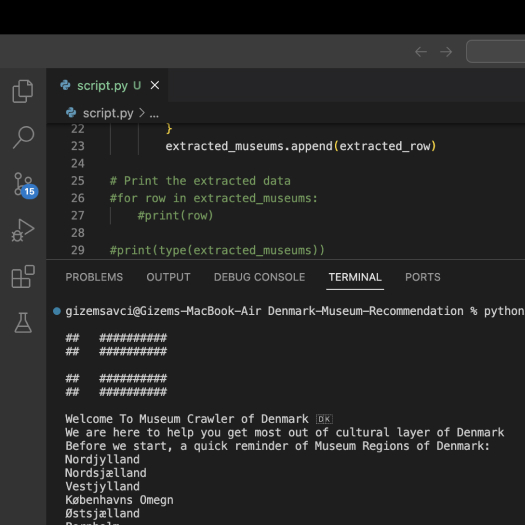 script.py U ×
script.py > ...
22 }
23 extracted_museums.append(extracted_row)
24
25 # Print the extracted data
26 #for row in extracted_museums:
27 #print(row)
28
29 #print(type(extracted_museums))
15
PROBLEMS OUTPUT DEBUG CONSOLE TERMINAL PORTS
gizemsavci@Gizems-MacBook-Air Denmark-Museum-Recommendation % python
## ##########
## ##########
## ##########
## ##########
Welcome To Museum Crawler of Denmark DK
We are here to help you get most out of cultural layer of Denmark
Before we start, a quick reminder of Museum Regions of Denmark:
Nordjylland
Nordsjælland
Vestjylland
Københavns Omegn
Østsjælland